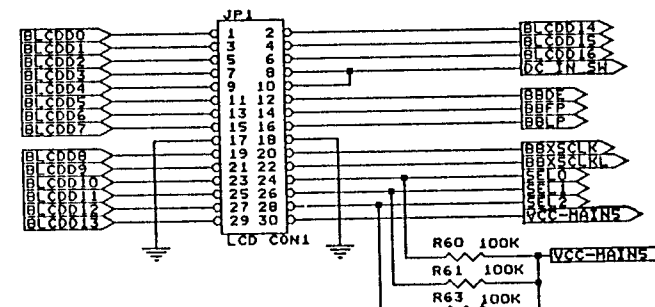 JP1
BLCDD0 1 2 BLCDD14
BLCDD1 3 4 BLCDD15
BLCDD2 5 6 BLCDD16
BLCDD3 7 8 DC_IN_SW
BLCDD4 9 10
BLCDD5 11 12 BBDE
BLCDD6 13 14 BBFP
BLCDD7 15 16 BBLP
17 18
BLCDD8 19 20 BBXSCLK
BLCDD9 21 22 BBXSCLKL
BLCDD10 23 24 SEL0
BLCDD11 25 26 SEL1
BLCDD12 27 28 SEL2
BLCDD13 29 30 VCC-MAIN5
LCD CON1
R60 100K VCC-MAIN5
R61 100K
R63 100K